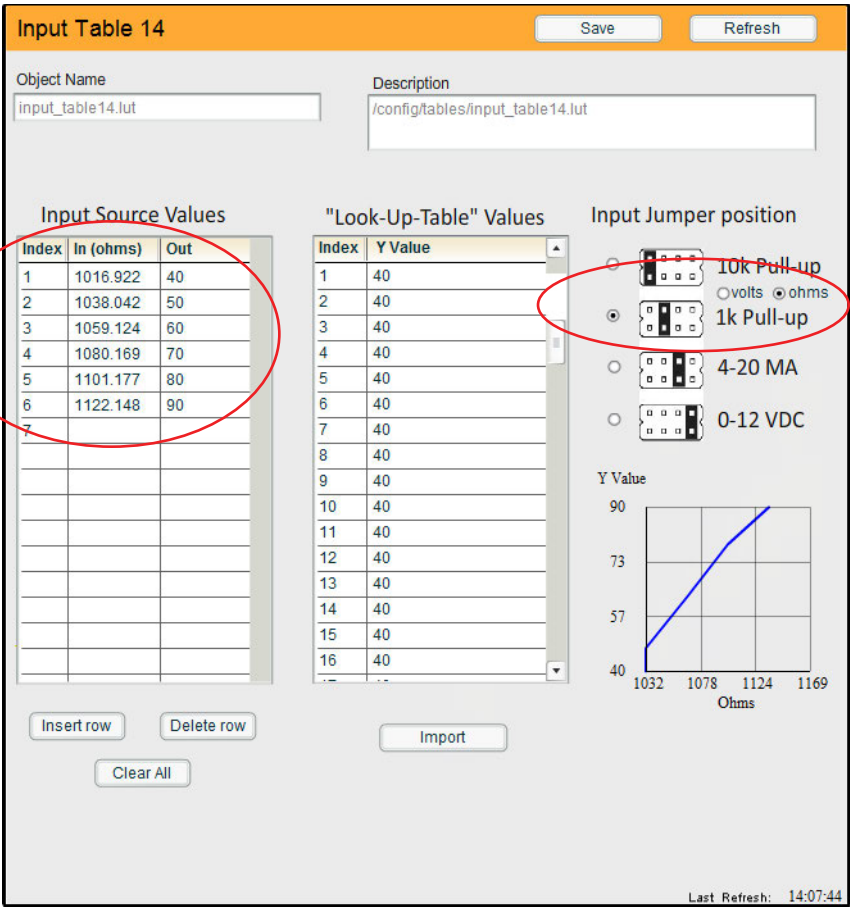 Input Table 14
Save
Refresh
Object Name
input_table14.lut
Description
/config/tables/input_table14.lut
Input Source Values
Index In (ohms) Out
1 1016.922 40
2 1038.042 50
3 1059.124 60
4 1080.169 70
5 1101.177 80
6 1122.148 90
7
Insert row
Delete row
Clear All
"Look-Up-Table" Values
Index Y Value
1 40
2 40
3 40
4 40
5 40
6 40
7 40
8 40
9 40
10 40
11 40
12 40
13 40
14 40
15 40
16 40
Import
Input Jumper position
10k Pull-up
volts ohms
1k Pull-up
4-20 MA
0-12 VDC
Y Value
90
73
57
40
1032 1078 1124 1169
Ohms
Last Refresh: 14:07:44